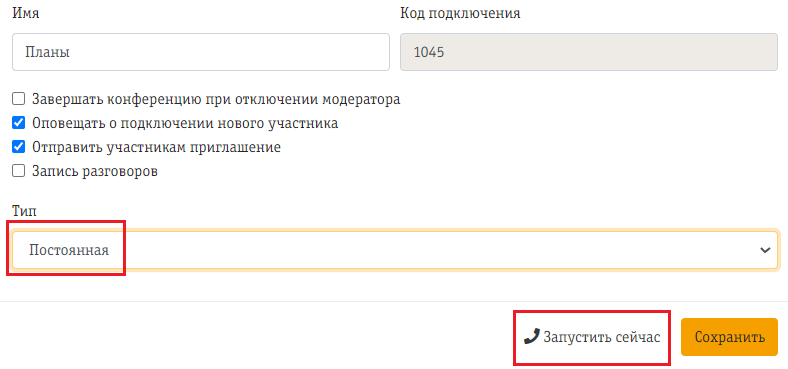 Имя
Код подключения
Планы
1045
Завершать конференцию при отключении модератора
Оповещать о подключении нового участника
Отправить участникам приглашение
Запись разговоров
Тип
Постоянная
Запустить сейчас
Сохранить